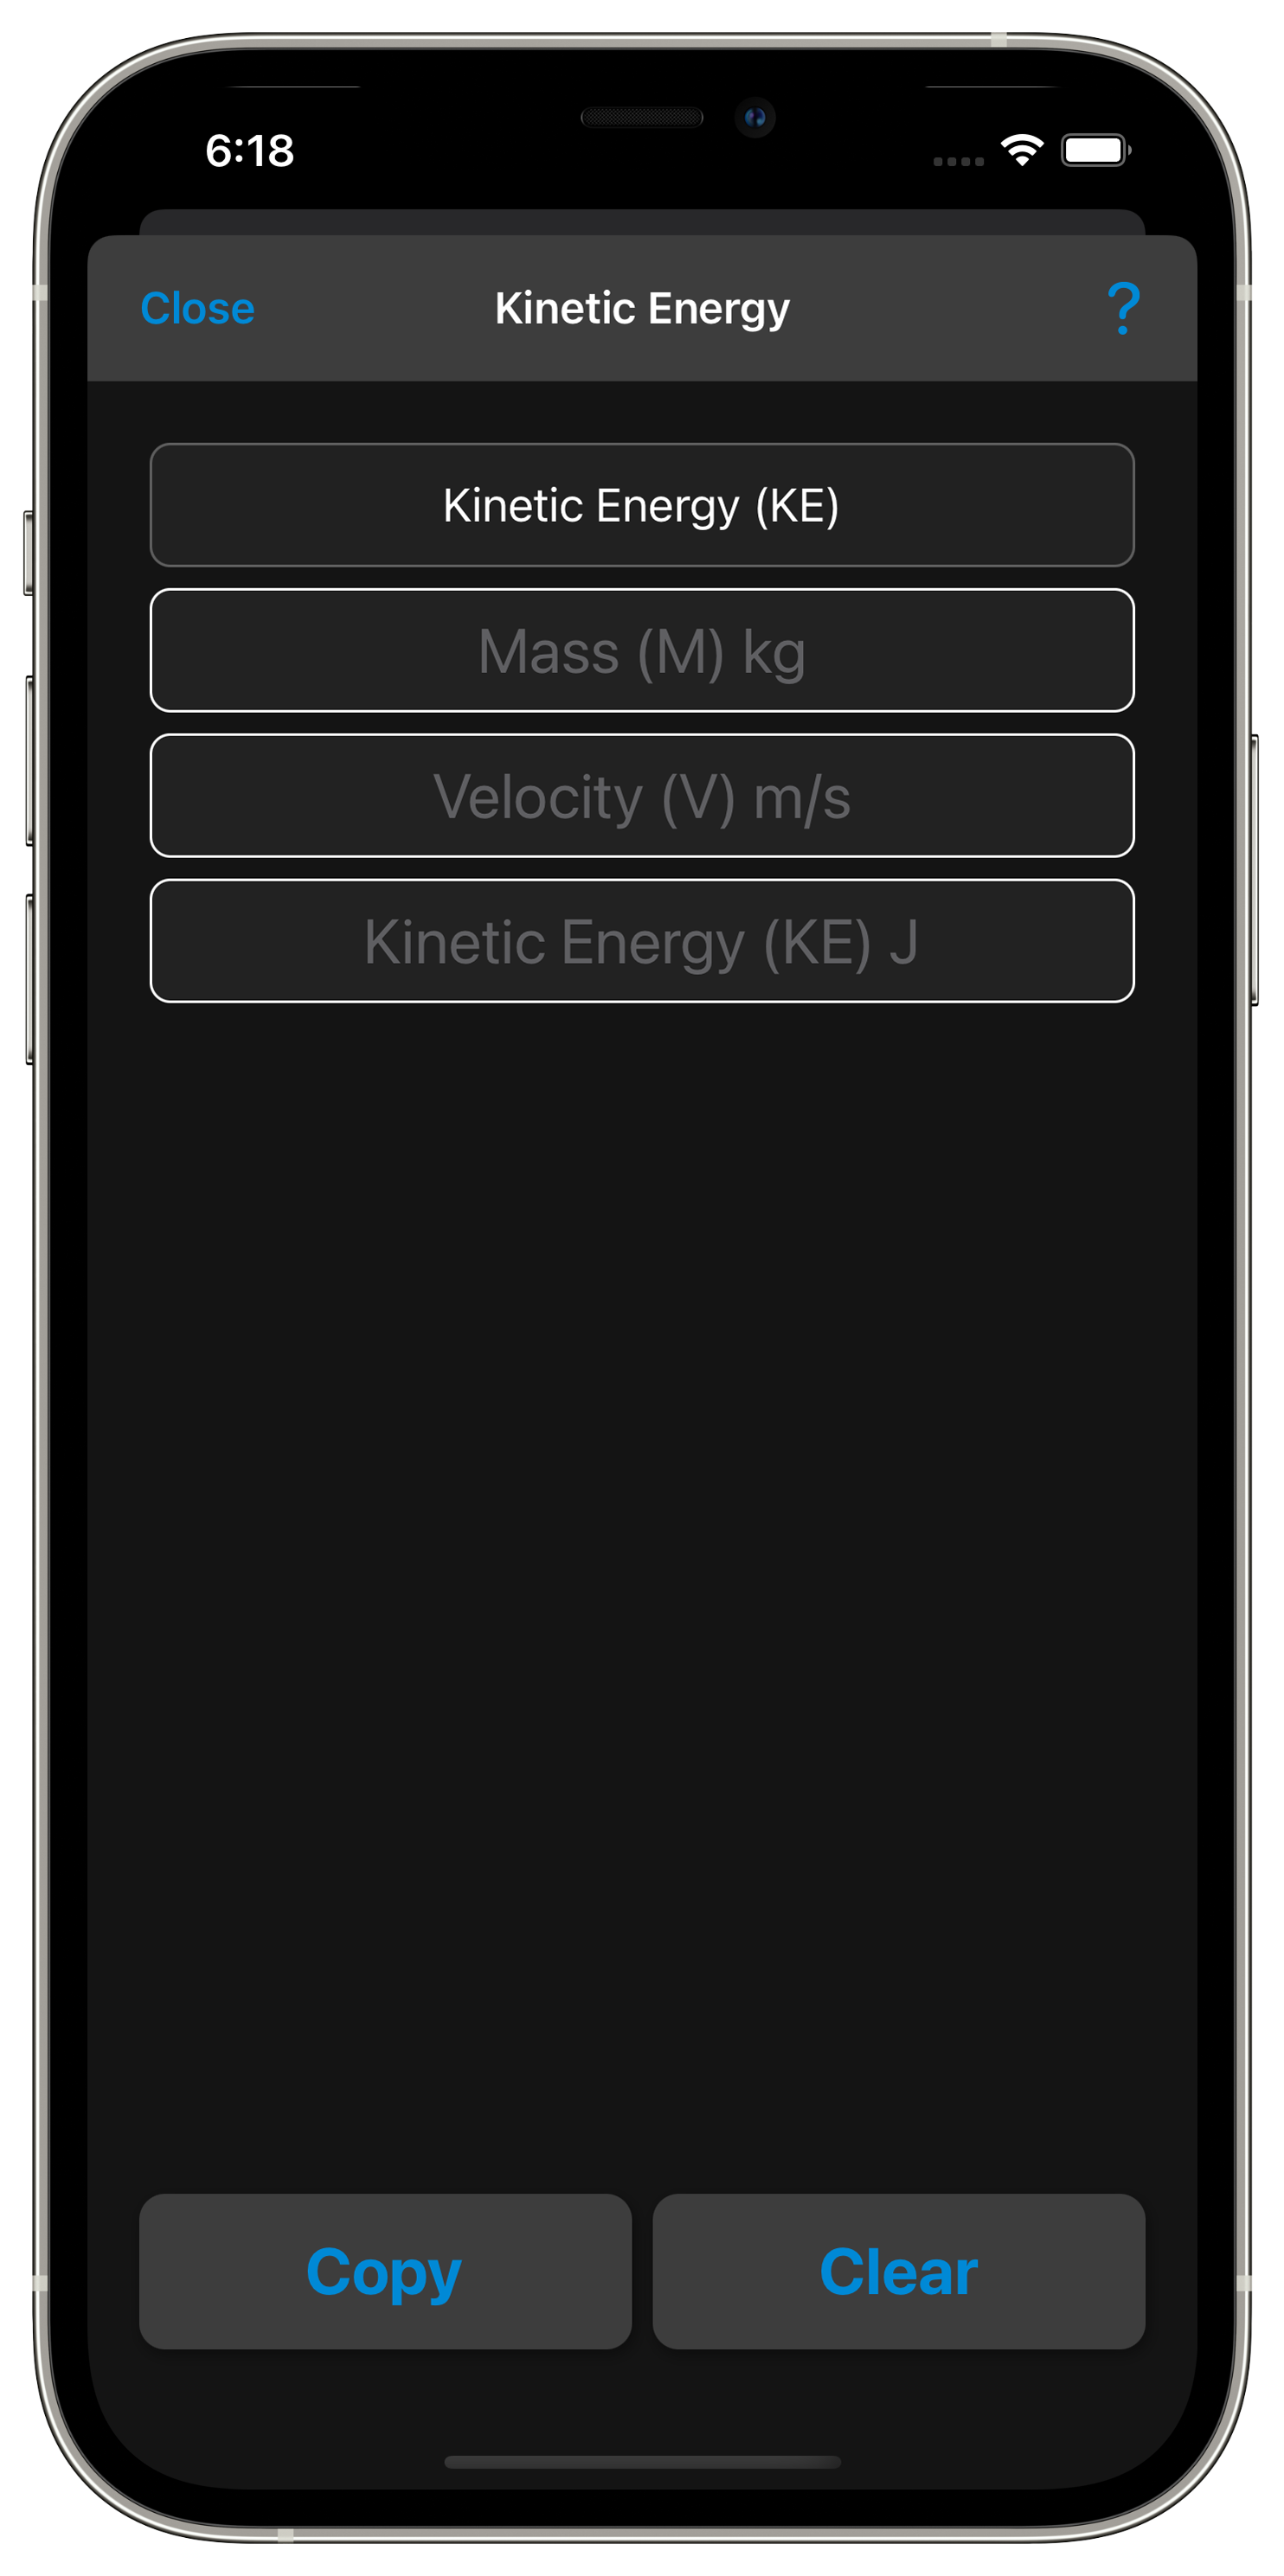 6:18
Close Kinetic Energy ?
Kinetic Energy (KE)
Mass (M) kg
Velocity (V) m/s
Kinetic Energy (KE) J
Copy Clear